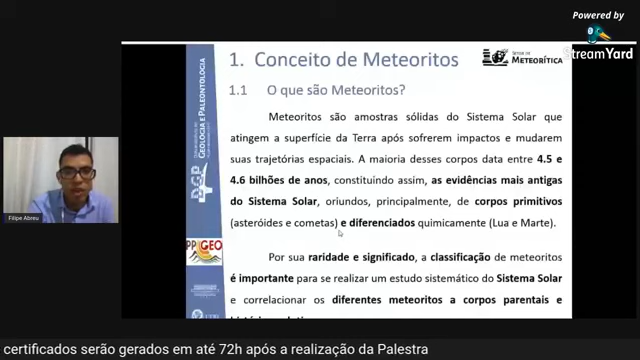 Powered by
StreamYard
1. Conceito de Meteoritos
SETOR DE
METEORÍTICA
1.1 O que são Meteoritos?
Meteoritos são amostras sólidas do Sistema Solar que
atingem a superfície da Terra após sofrerem impactos e mudarem
suas trajetórias espaciais. A maioria desses corpos data entre 4.5 e
4.6 bilhões de anos, constituindo assim, as evidências mais antigas
do Sistema Solar, oriundos, principalmente, de corpos primitivos
(asteróides e cometas) e diferenciados quimicamente (Lua e Marte).
Por sua raridade e significado, a classificação de meteoritos
é importante para se realizar um estudo sistemático do Sistema Solar
e correlacionar os diferentes meteoritos a corpos parentais e
DGP
GEOLOGIA E PALEONTOLOGIA
PPGEO
Filipe Abreu
certificados serão gerados em até 72h após a realização da Palestra